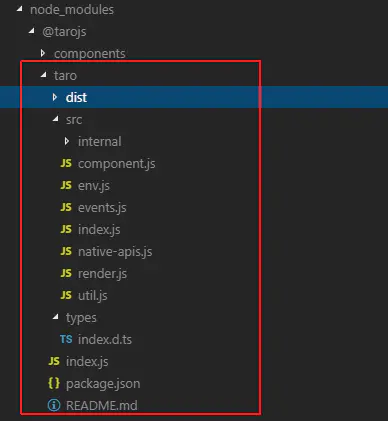 node_modules
@tarojs
components
taro
dist
src
internal
JS component.js
JS env.js
JS events.js
JS index.js
JS native-apis.js
JS render.js
JS util.js
types
TS index.d.ts
JS index.js
{ } package.json
README.md